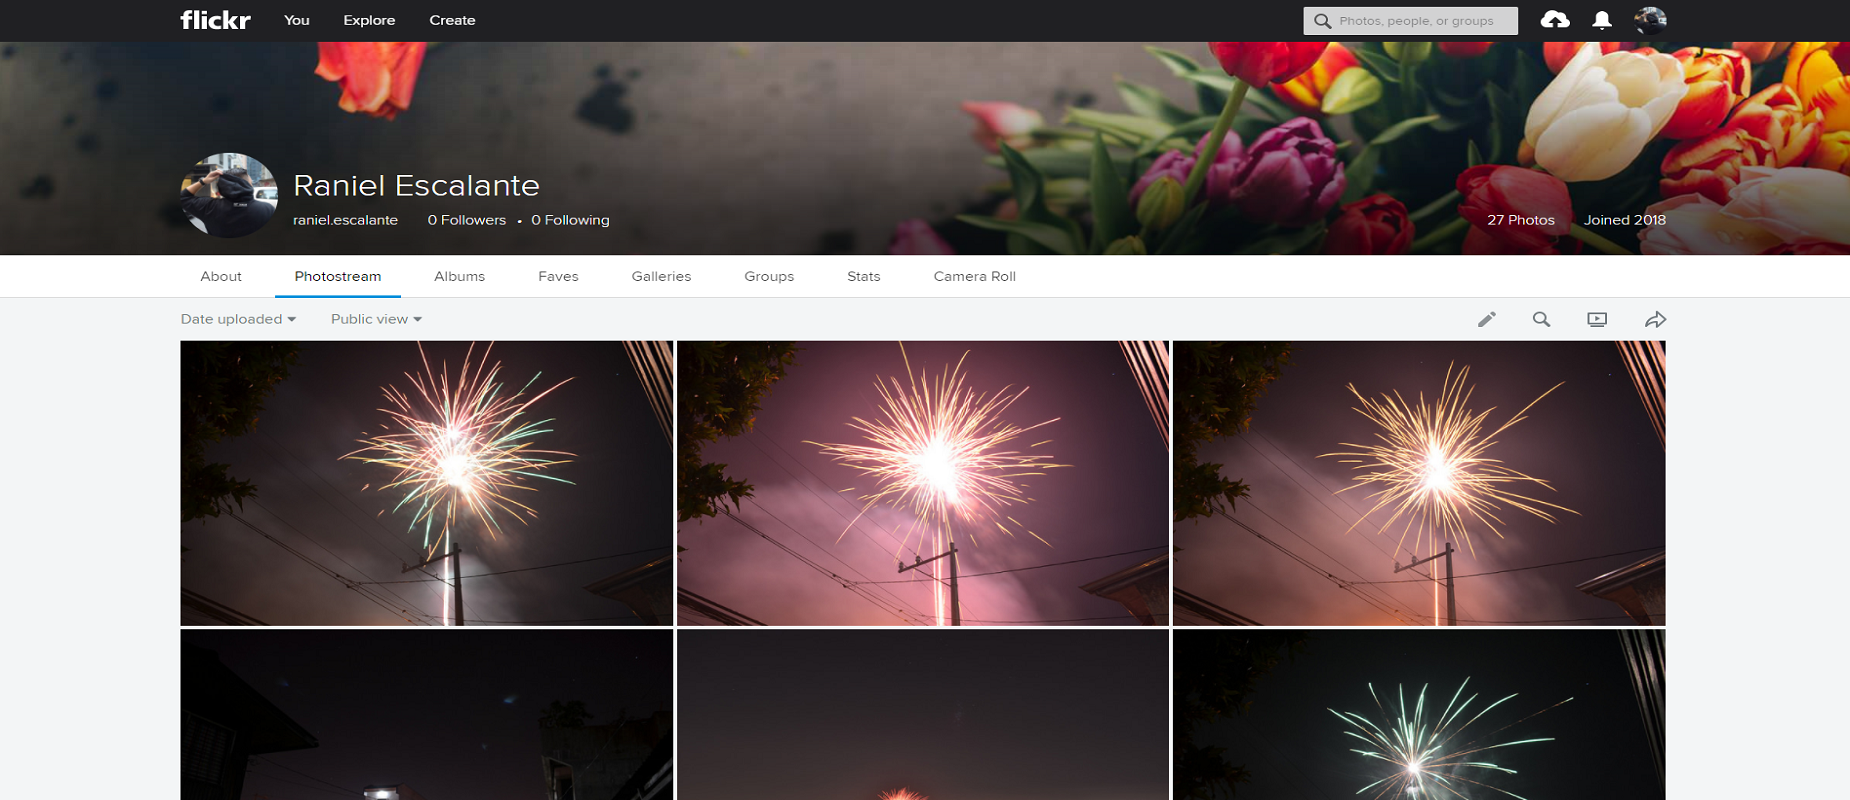 flickr You Explore Create Photos, people, or groups
Raniel Escalante
raniel.escalante 0 Followers • 0 Following 27 Photos Joined 2018
About Photostream Albums Faves Galleries Groups Stats Camera Roll
Date uploaded Public view